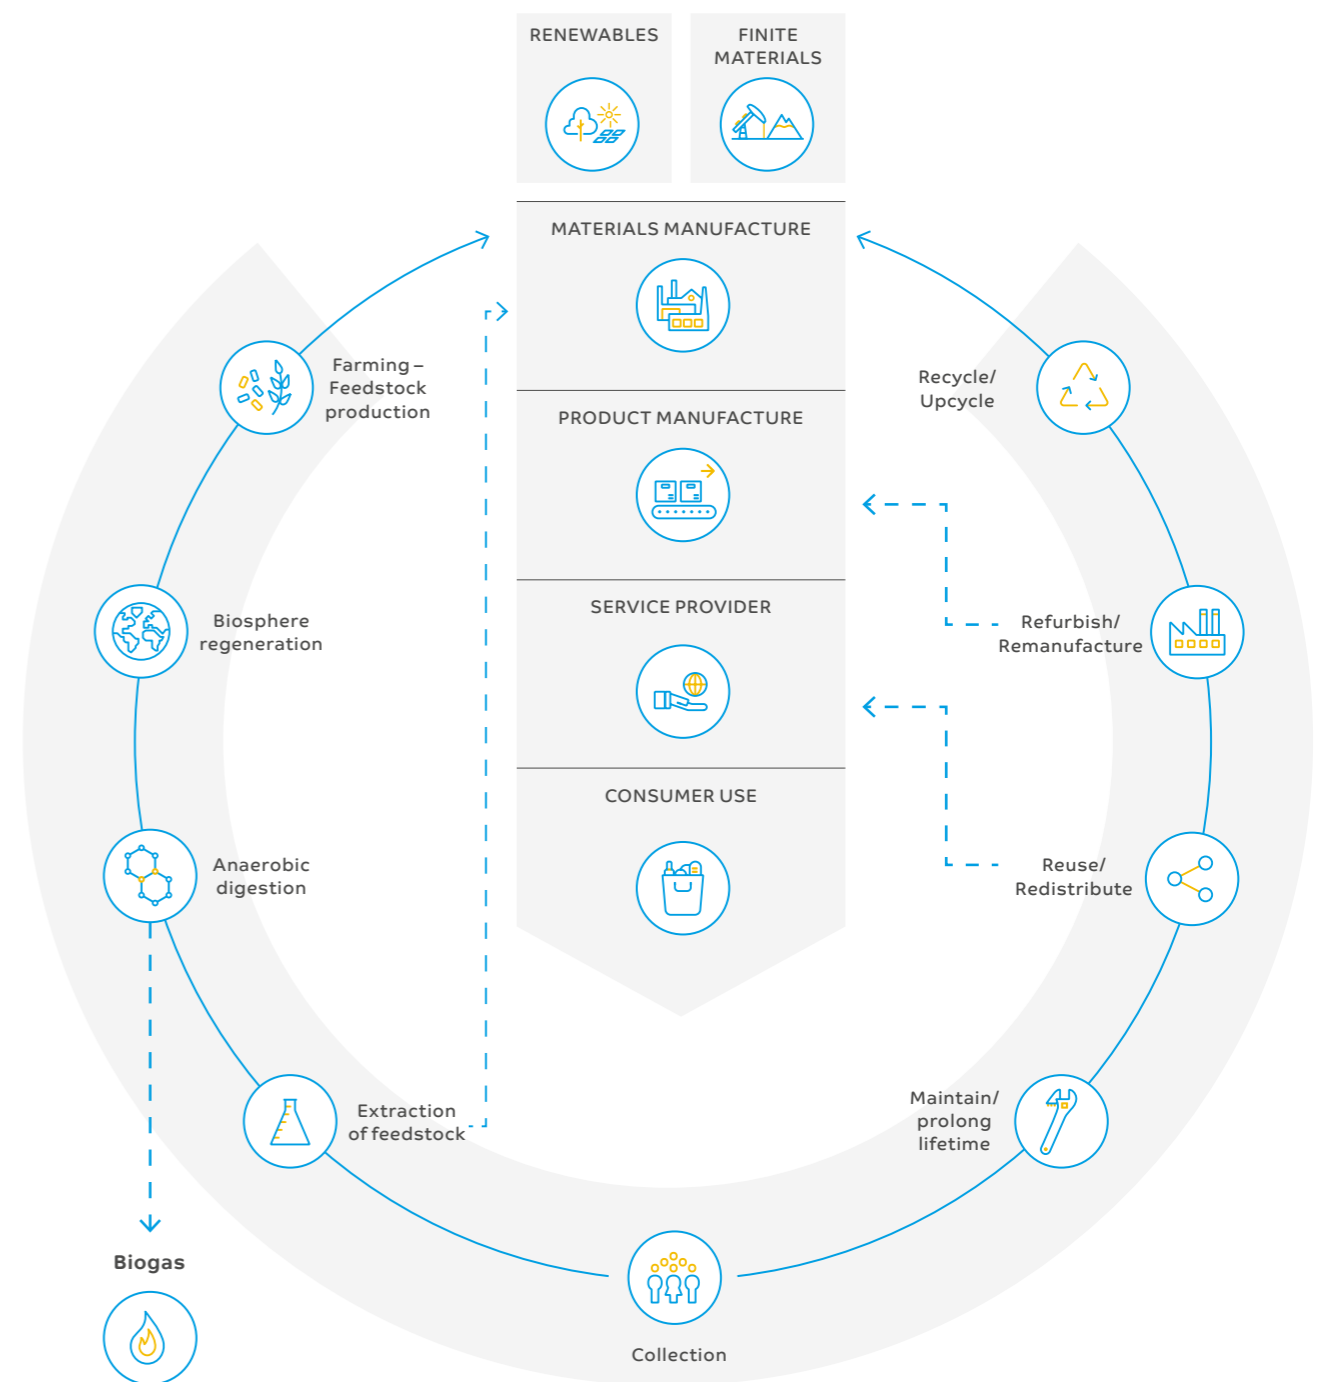 RENEWABLES
FINITE
MATERIALS
MATERIALS MANUFACTURE
PRODUCT MANUFACTURE
SERVICE PROVIDER
CONSUMER USE
Farming –
Feedstock
production
Biosphere
regeneration
Anaerobic
digestion
Extraction
of feedstock
Biogas
Collection
Recycle/
Upcycle
Refurbish/
Remanufacture
Reuse/
Redistribute
Maintain/
prolong
lifetime